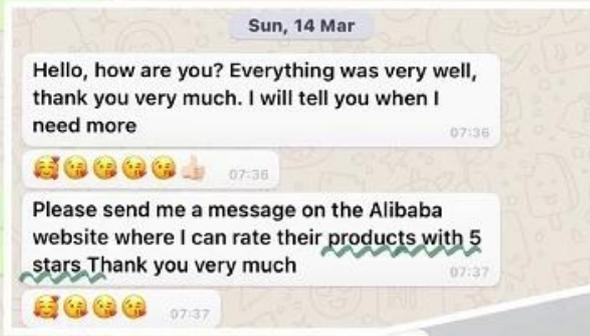 Sun, 14 Mar
Hello, how are you? Everything was very well,
thank you very much. I will tell you when I
need more
07:36
🥰😘😘😘😘👍🏻 07:36
Please send me a message on the Alibaba
website where I can rate their products with 5
stars Thank you very much
07:37
🥰😘😘😘 07:37